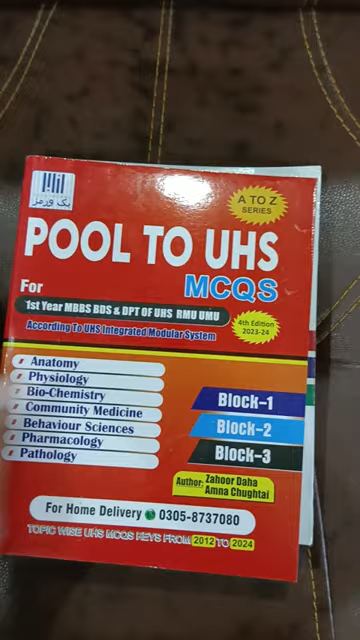 بک ورمز
A TO Z
SERIES
POOL TO UHS
MCQS
For
1st Year MBBS BDS & DPT OF UHS RMU UMU
According To UHS Integrated Modular System
4th Edition
2023-24
Anatomy
Physiology
Bio-Chemistry
Community Medicine
Behaviour Sciences
Pharmacology
Pathology
Block-1
Block-2
Block-3
Author: Zahoor Daha
Amna Chughtai
For Home Delivery 0305-8737080
TOPIC WISE UHS MCQS KEYS FROM 2012 TO 2024